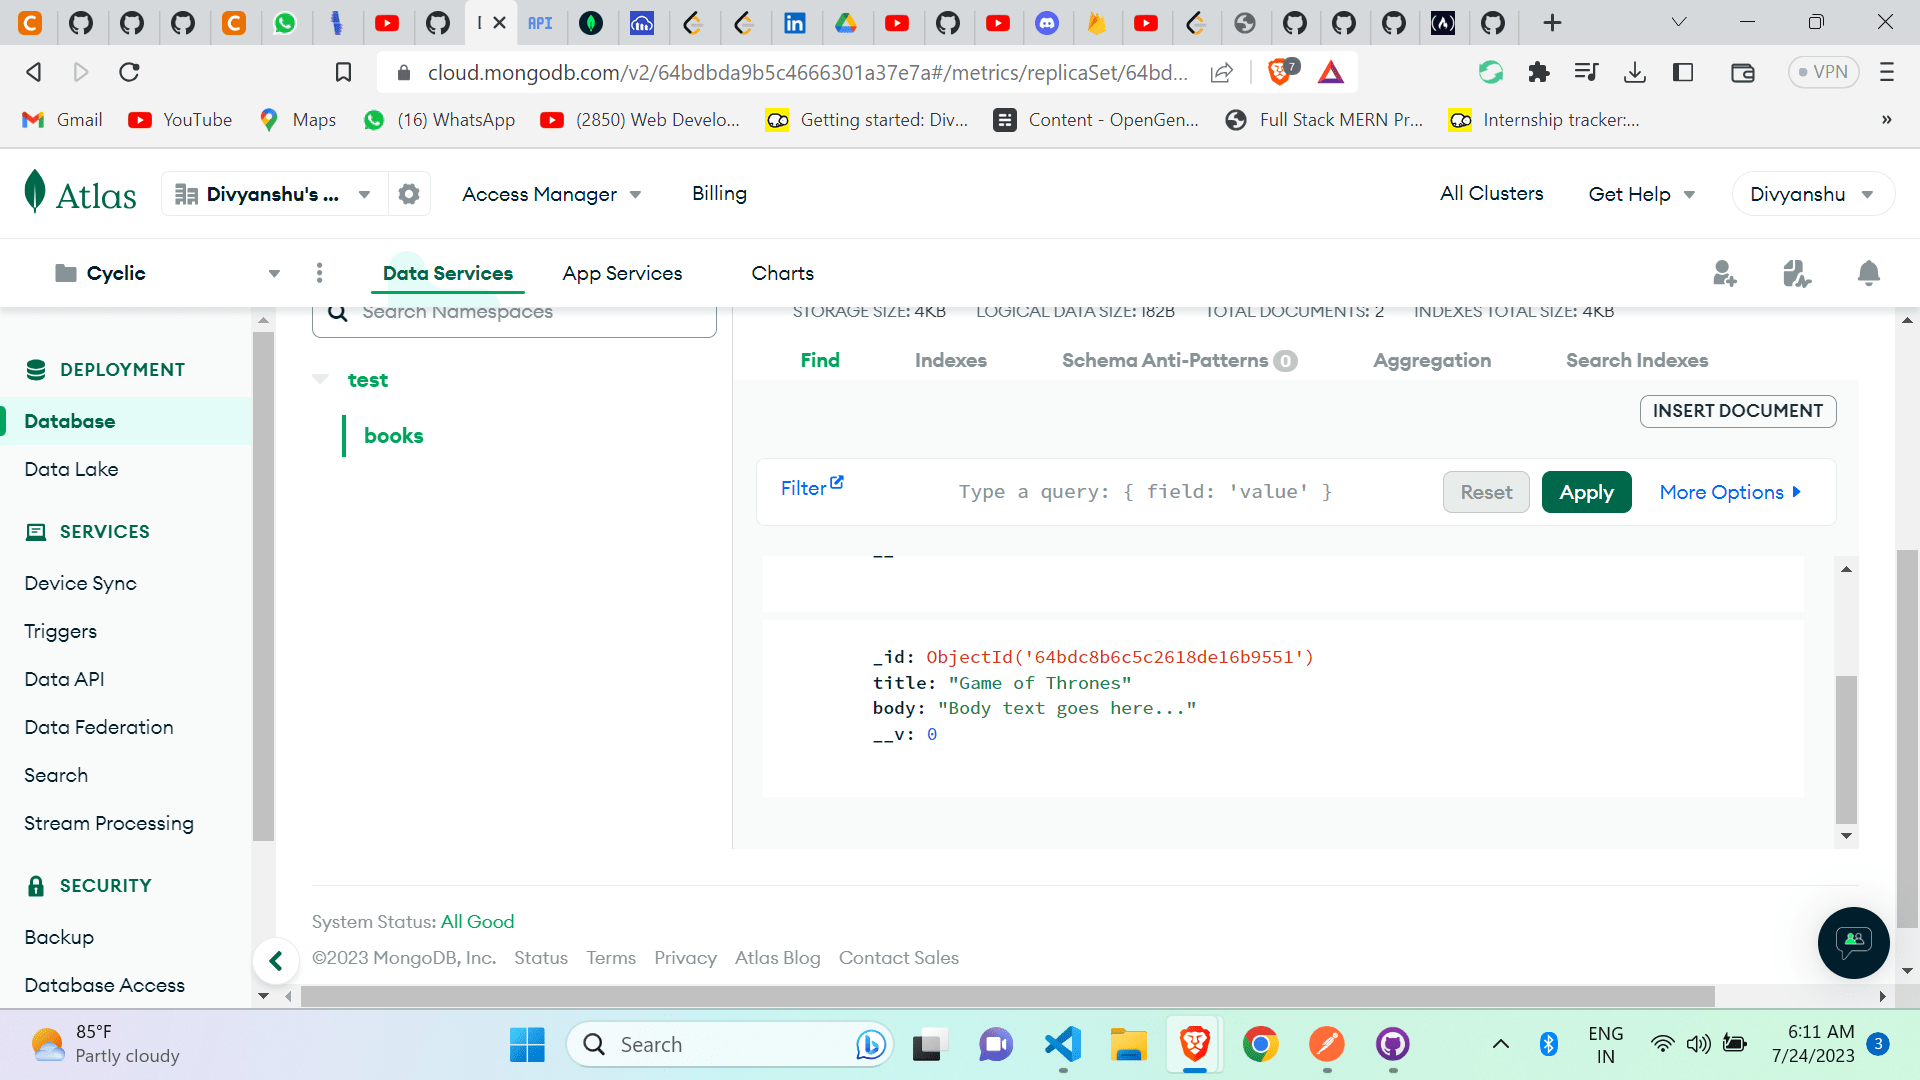 API
cloud.mongodb.com/v2/64bdbda9b5c4666301a37e7a#/metrics/replicaSet/64bd...
7
VPN
Gmail
YouTube
Maps
(16) WhatsApp
(2850) Web Develo...
Getting started: Div...
Content - OpenGen...
Full Stack MERN Pr...
Internship tracker:...
»
Atlas
Divyanshu's ...
Access Manager
Billing
All Clusters
Get Help
Divyanshu
Cyclic
Data Services
App Services
Charts
DEPLOYMENT
Database
Data Lake
SERVICES
Device Sync
Triggers
Data API
Data Federation
Search
Stream Processing
SECURITY
Backup
Database Access
Search Namespaces
test
books
STORAGE SIZE: 4KB
LOGICAL DATA SIZE: 182B
TOTAL DOCUMENTS: 2
INDEXES TOTAL SIZE: 4KB
Find
Indexes
Schema Anti-Patterns 0
Aggregation
Search Indexes
INSERT DOCUMENT
Filter
Type a query: { field: 'value' }
Reset
Apply
More Options
_id: ObjectId('64bdc8b6c5c2618de16b9551')
title: "Game of Thrones"
body: "Body text goes here..."
__v: 0
System Status: All Good
©2023 MongoDB, Inc.
Status
Terms
Privacy
Atlas Blog
Contact Sales
85°F
Partly cloudy
Search
ENG
IN
6:11 AM
7/24/2023
3